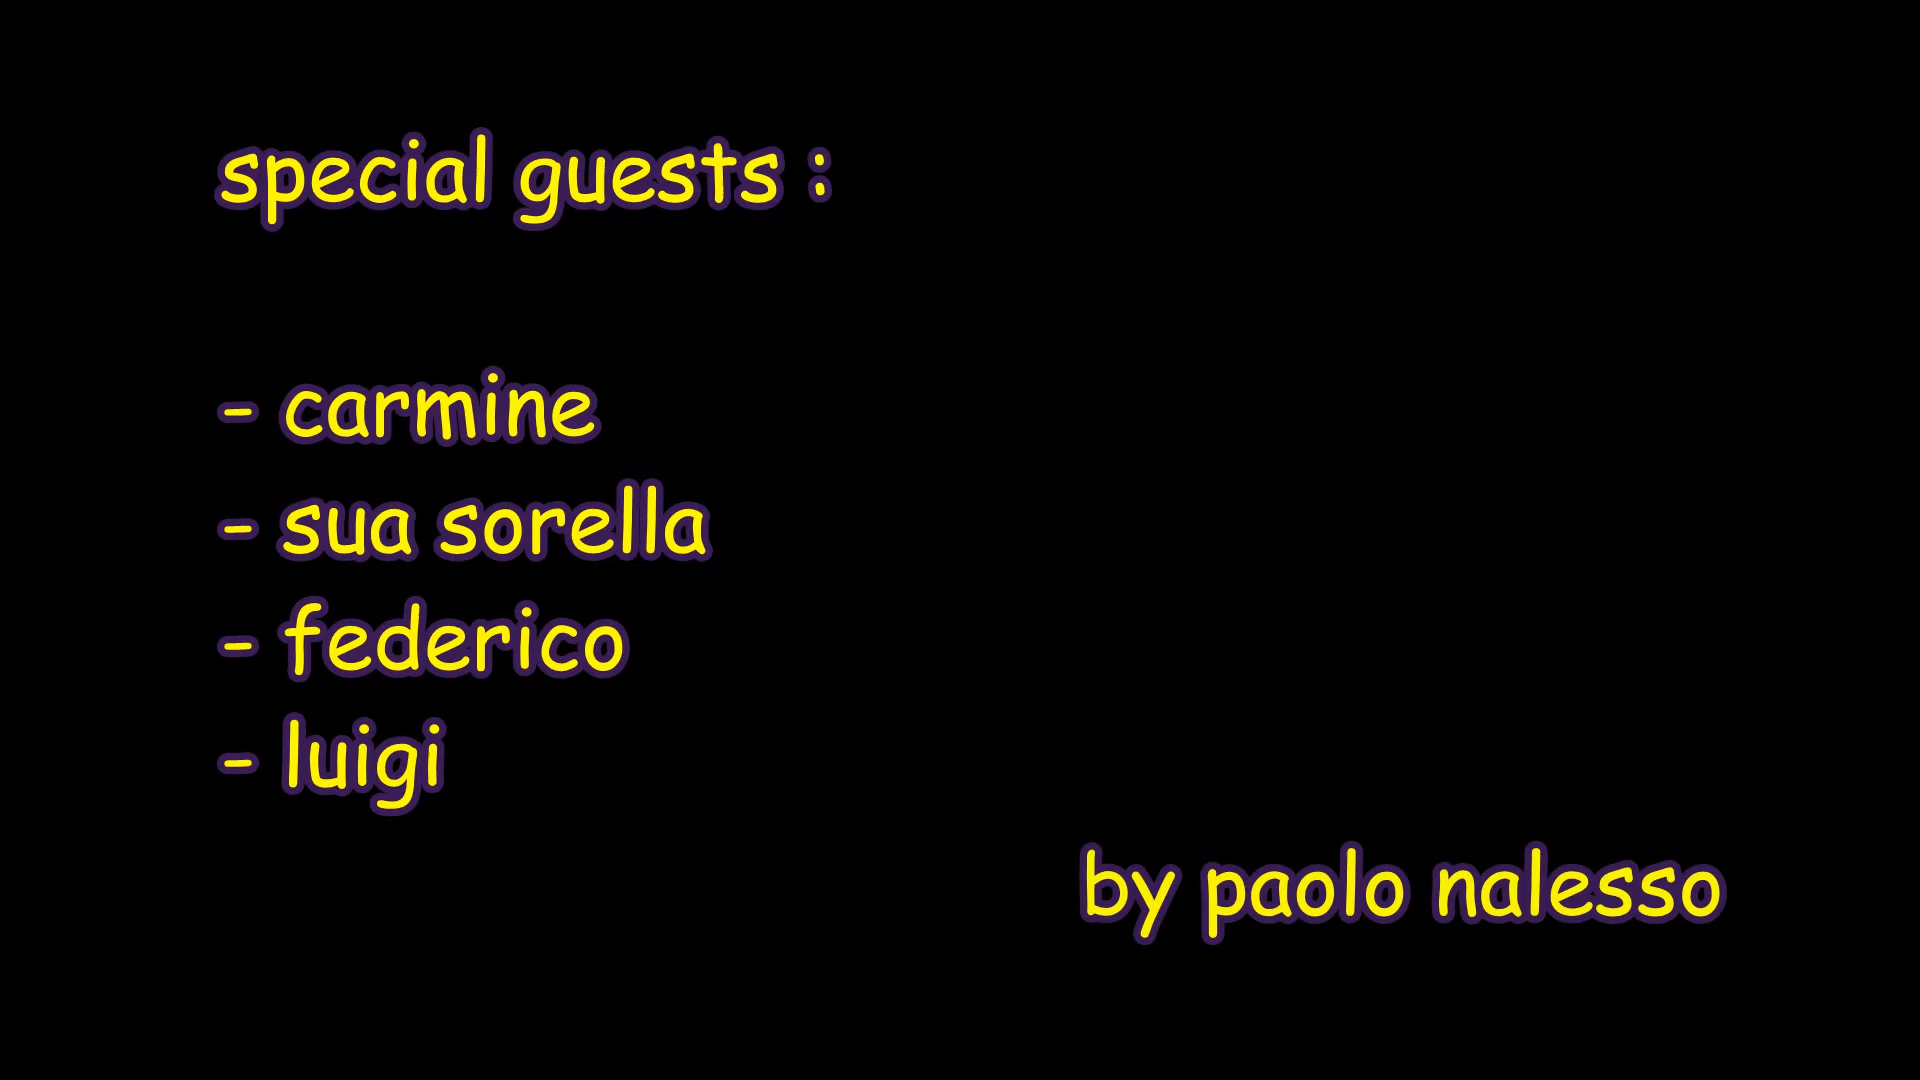 special guests :
- carmine
- sua sorella
- federico
- luigi
by paolo nalesso